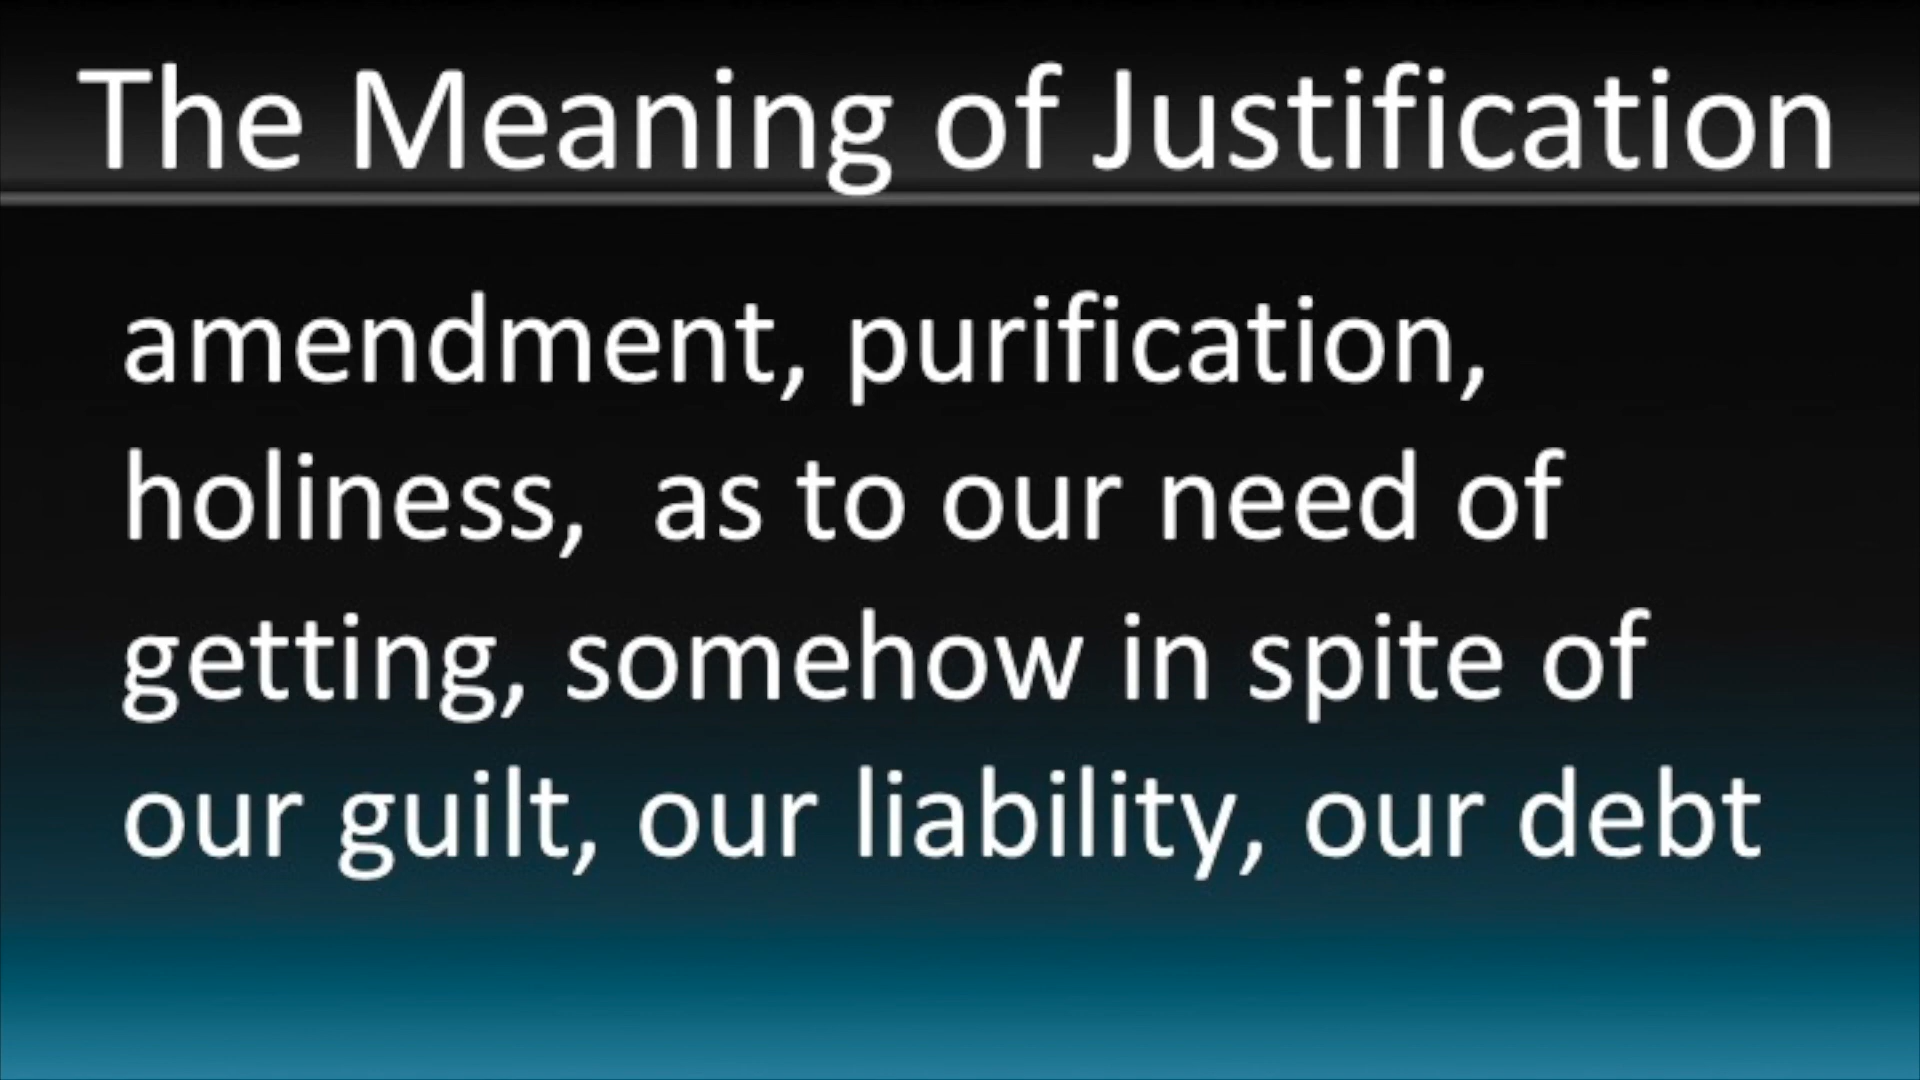 The Meaning of Justification
amendment, purification,
holiness,  as to our need of
getting, somehow in spite of
our guilt, our liability, our debt